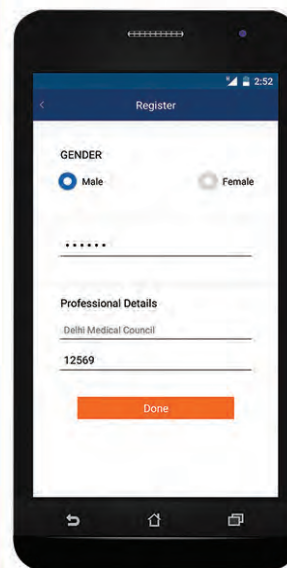 2:52
Register
GENDER
Male Female
••••••
Professional Details
Delhi Medical Council
12569
Done